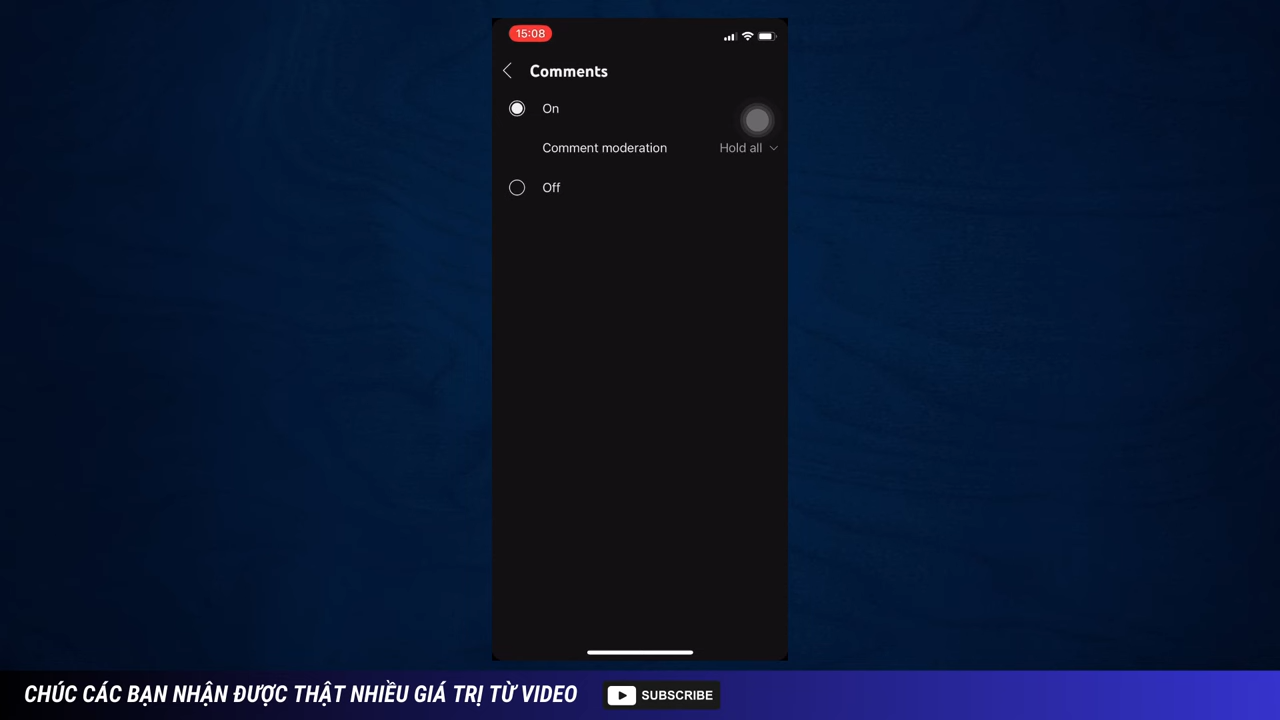 15:08
Comments
On
Comment moderation Hold all
Off
CHÚC CÁC BẠN NHẬN ĐƯỢC THẬT NHIỀU GIÁ TRỊ TỪ VIDEO SUBSCRIBE